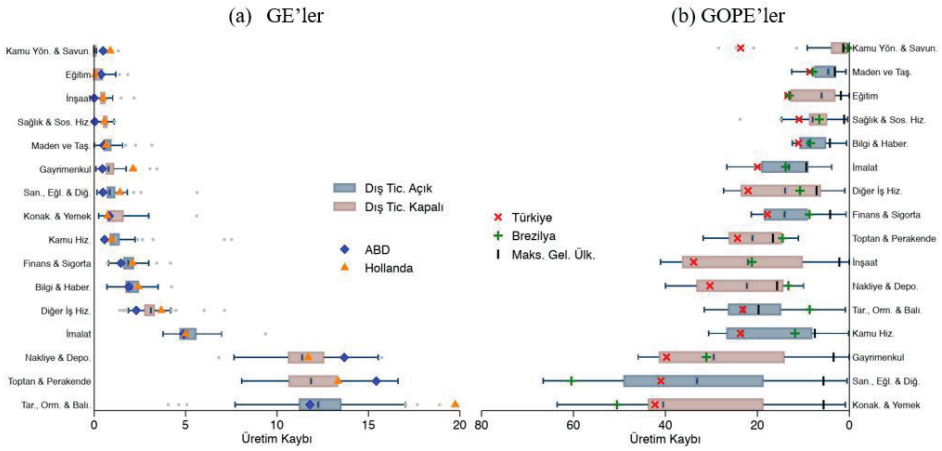 (a) GE’ler
Kamu Yön. & Savun.
Eğitim
İnşaat
Sağlık & Sos. Hiz.
Maden ve Taş.
Gayrimenkul
San., Eğl. & Diğ.
Konak. & Yemek
Kamu Hiz.
Finans & Sigorta
Bilgi & Haber.
Diğer İş Hiz.
İmalat
Nakliye & Depo.
Toptan & Perakende
Tar., Orm. & Balı.
0 5 10 15 20
Üretim Kaybı
Dış Tic. Açık
Dış Tic. Kapalı
ABD
Hollanda
(b) GOPE’ler
Türkiye
Brezilya
Maks. Gel. Ülk.
Kamu Yön. & Savun.
Maden ve Taş.
Eğitim
Sağlık & Sos. Hiz.
Bilgi & Haber.
İmalat
Diğer İş Hiz.
Finans & Sigorta
Toptan & Perakende
İnşaat
Nakliye & Depo.
Tar., Orm. & Balı.
Kamu Hiz.
Gayrimenkul
San., Eğl. & Diğ.
Konak. & Yemek
80 60 40 20 0
Üretim Kaybı